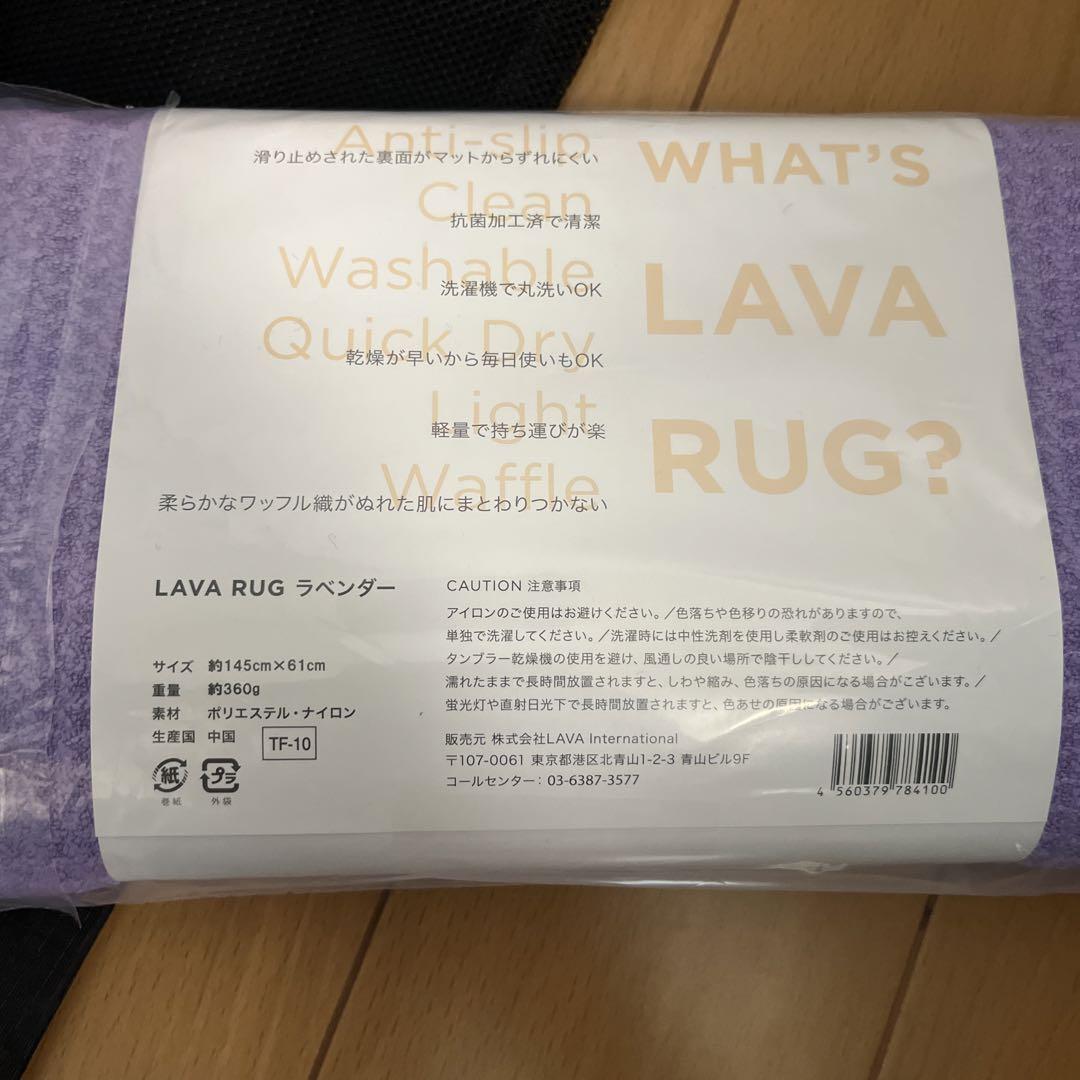 Anti-slip
滑り止めされた裏面がマットからずれにくい
Clean
抗菌加工済で清潔
Washable
洗濯機で丸洗いOK
Quick Dry
乾燥が早いから毎日使いもOK
Light
軽量で持ち運びが楽
Waffle
柔らかなワッフル織がぬれた肌にまとわりつかない
WHAT'S
LAVA
RUG?
LAVA RUG ラベンダー
サイズ 約145cm×61cm
重量 約360g
素材 ポリエステル・ナイロン
生産国 中国
TF-10
紙
巻紙
プラ
外袋
CAUTION 注意事項
アイロンのご使用はお避けください。/色落ちや色移りの恐れがありますので、
単独で洗濯してください。/洗濯時には中性洗剤を使用し柔軟剤のご使用はお控えください。/
タンブラー乾燥機の使用を避け、風通しの良い場所で陰干ししてください。/
濡れたままで長時間放置されますと、しわや縮み、色落ちの原因になる場合がございます。/
蛍光灯や直射日光下で長時間放置されますと、色あせの原因になる場合がございます。
販売元 株式会社LAVA International
〒107-0061 東京都港区北青山1-2-3 青山ビル9F
コールセンター：03-6387-3577
4 560379 784100